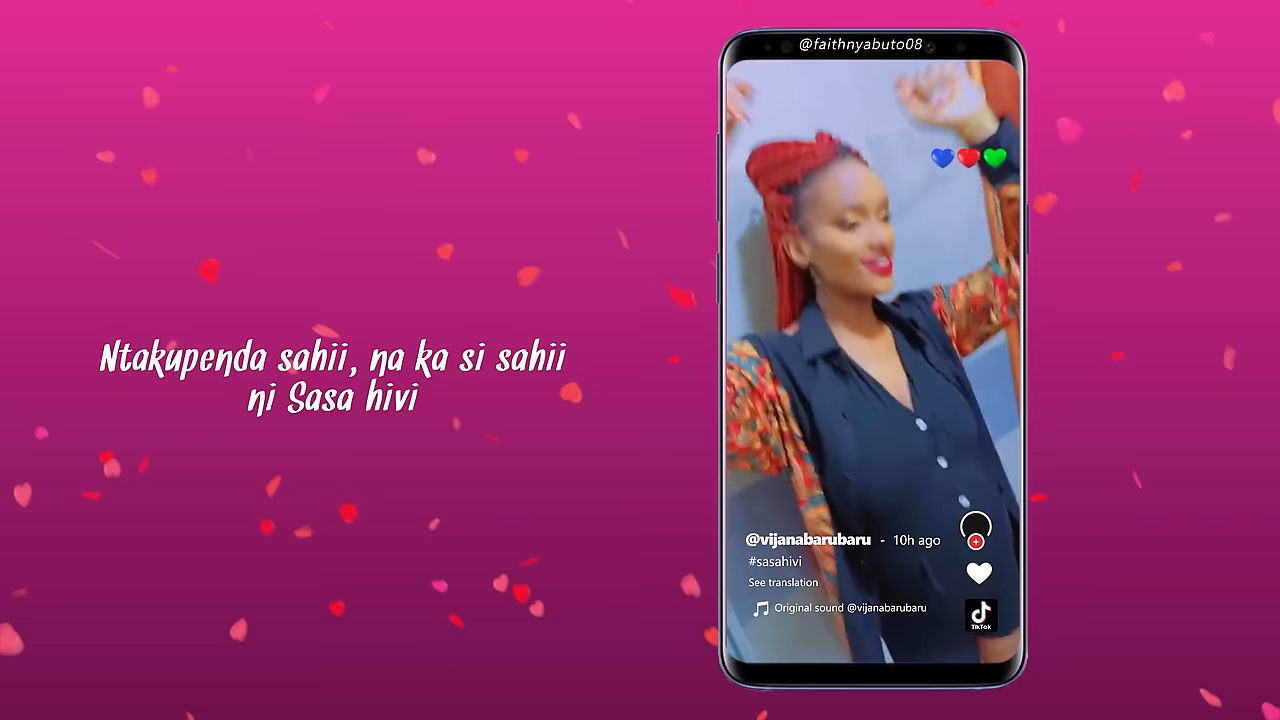 @faithnyabuto08
Ntakupenda sahii, na ka si sahii
ni Sasa hivi
@vijanabarubaru - 10h ago
#sasahivi
See translation
Original sound @vijanabarubaru
TikTok